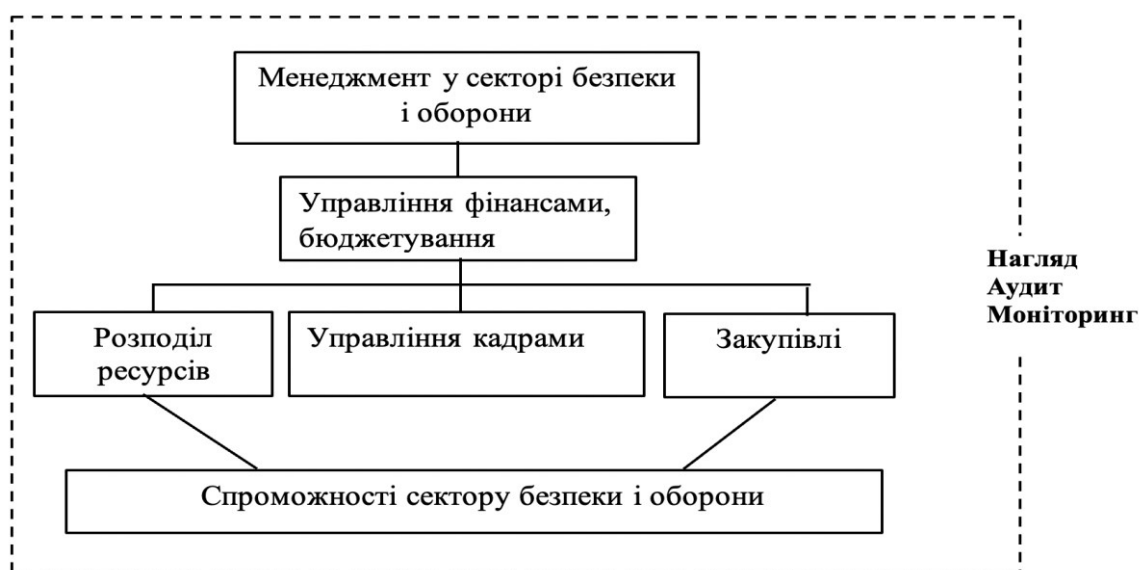 Менеджмент у секторі безпеки
і оборони
Управління фінансами,
бюджетування
Нагляд
Аудит
Моніторинг
Розподіл
ресурсів
Управління кадрами
Закупівлі
Спроможності сектору безпеки і оборони